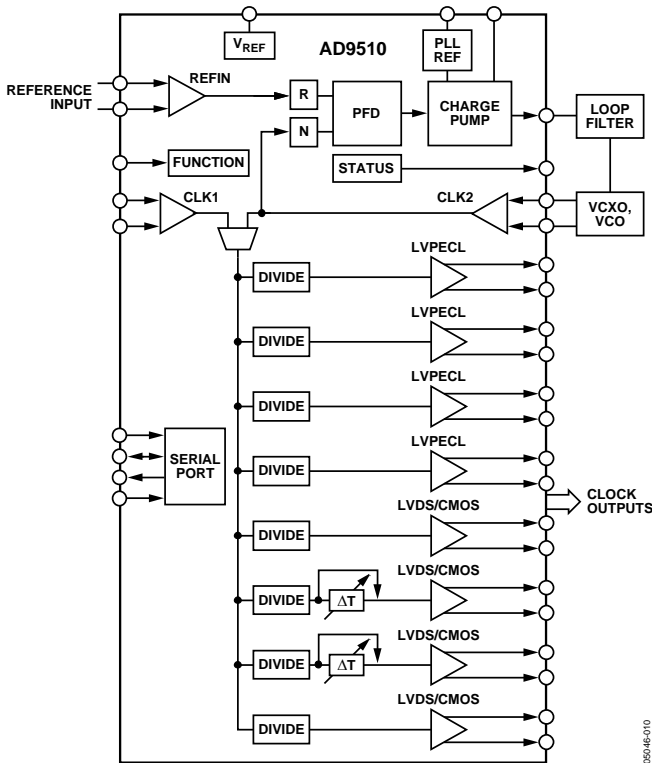 V_REF
AD9510
PLL
REF
REFERENCE
INPUT
REFIN
R
N
PFD
CHARGE
PUMP
LOOP
FILTER
FUNCTION
STATUS
CLK1
CLK2
VCXO,
VCO
LVPECL
DIVIDE
LVPECL
DIVIDE
LVPECL
DIVIDE
LVPECL
DIVIDE
SERIAL
PORT
CLOCK
OUTPUTS
LVDS/CMOS
DIVIDE
LVDS/CMOS
DIVIDE
ΔT
LVDS/CMOS
DIVIDE
ΔT
LVDS/CMOS
DIVIDE
05046-010